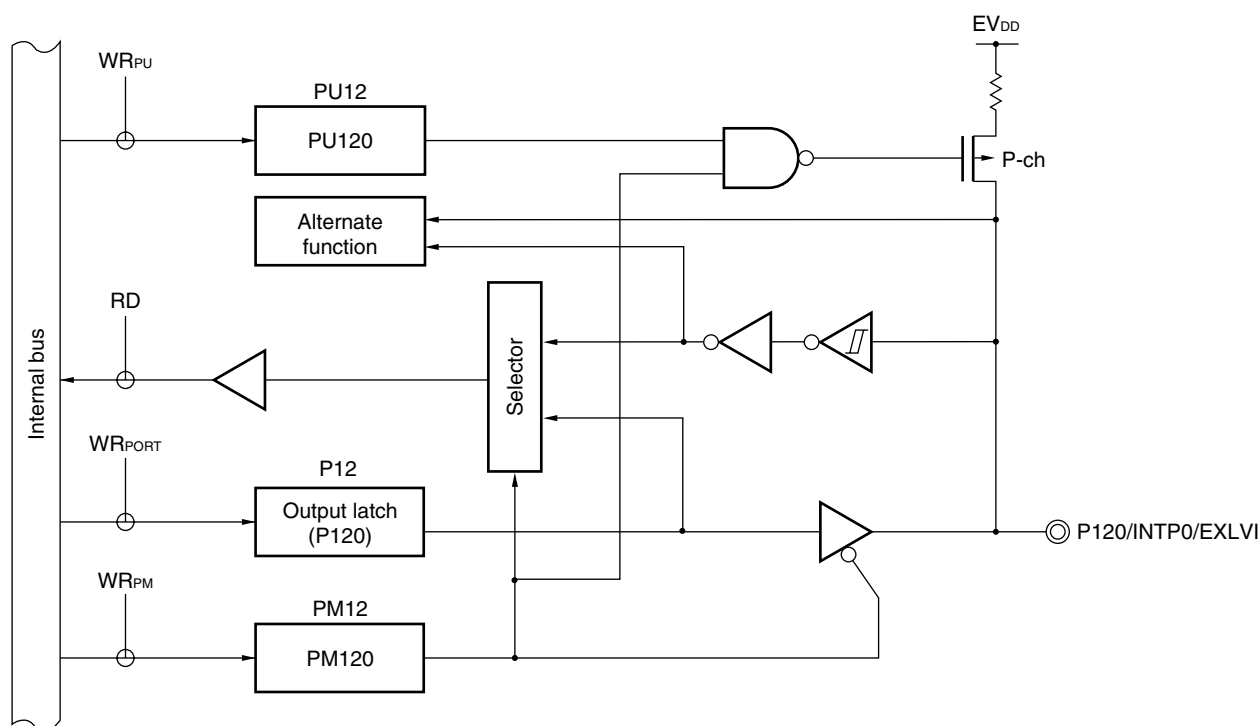 EVDD
WRPU
PU12
PU120
P-ch
Alternate
function
RD
Internal bus
Selector
WRPORT
P12
Output latch
(P120)
P120/INTP0/EXLVI
WRPM
PM12
PM120